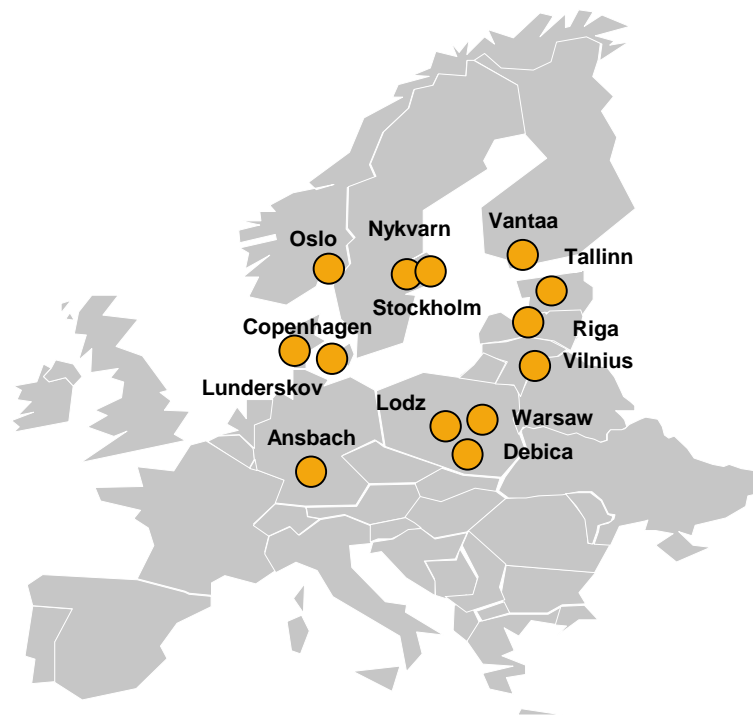 Vantaa
Nykvarn
Oslo
Tallinn
Stockholm
Copenhagen
Riga
Vilnius
Lunderskov
Lodz
Warsaw
Ansbach
Debica